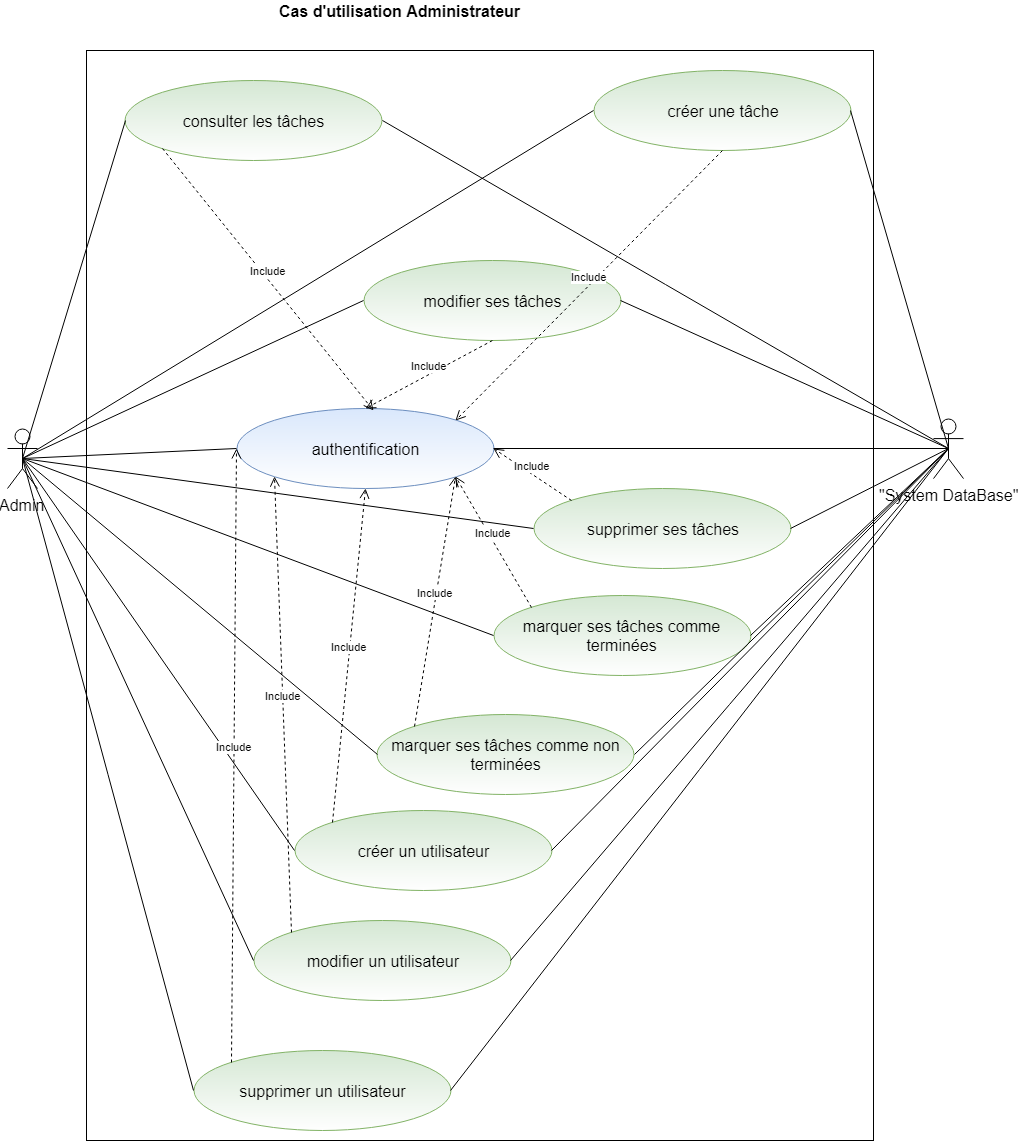 Cas d'utilisation Administrateur
consulter les tâches
créer une tâche
Include
Include
modifier ses tâches
Include
authentification
Include
Admin
"System DataBase"
supprimer ses tâches
Include
marquer ses tâches comme
terminées
Include
Include
Include
Include
marquer ses tâches comme non
terminées
créer un utilisateur
modifier un utilisateur
supprimer un utilisateur